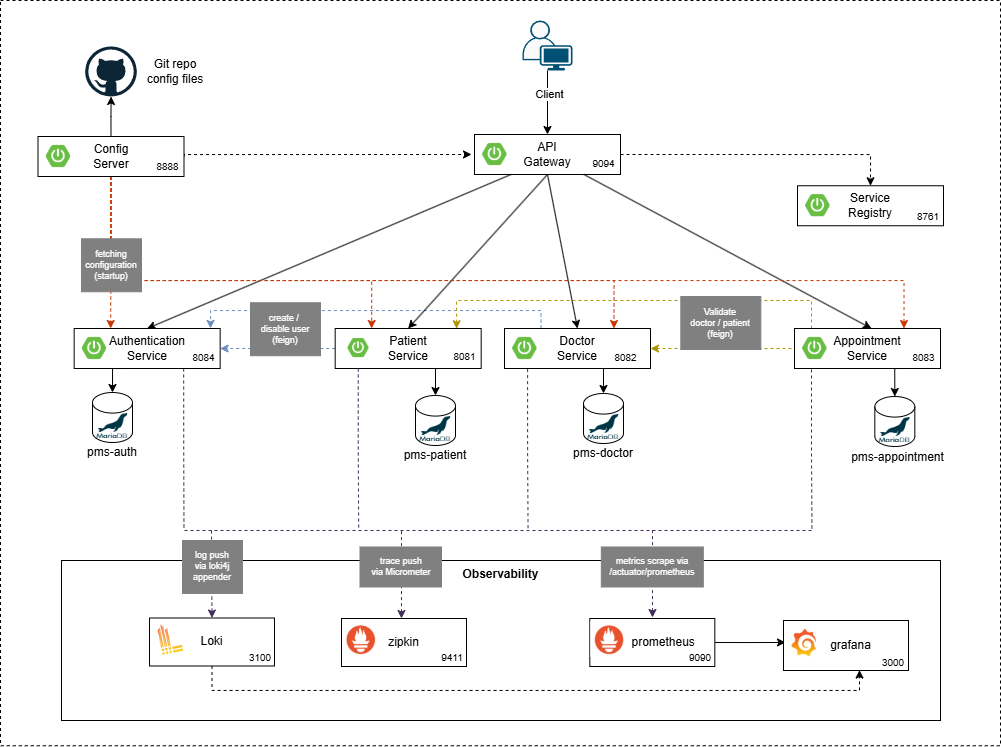 Git repo
config files
Client
Config
Server
8888
API
Gateway
9094
Service
Registry
8761
fetching
configuration
(startup)
create /
disable user
(feign)
Validate
doctor / patient
(feign)
Authentication
Service
8084
Patient
Service
8081
Doctor
Service
8082
Appointment
Service
8083
MariaDB
MariaDB
MariaDB
MariaDB
pms-auth
pms-patient
pms-doctor
pms-appointment
log push
via loki4j
appender
trace push
via Micrometer
metrics scrape via
/actuator/prometheus
Observability
Loki
3100
zipkin
9411
prometheus
9090
grafana
3000